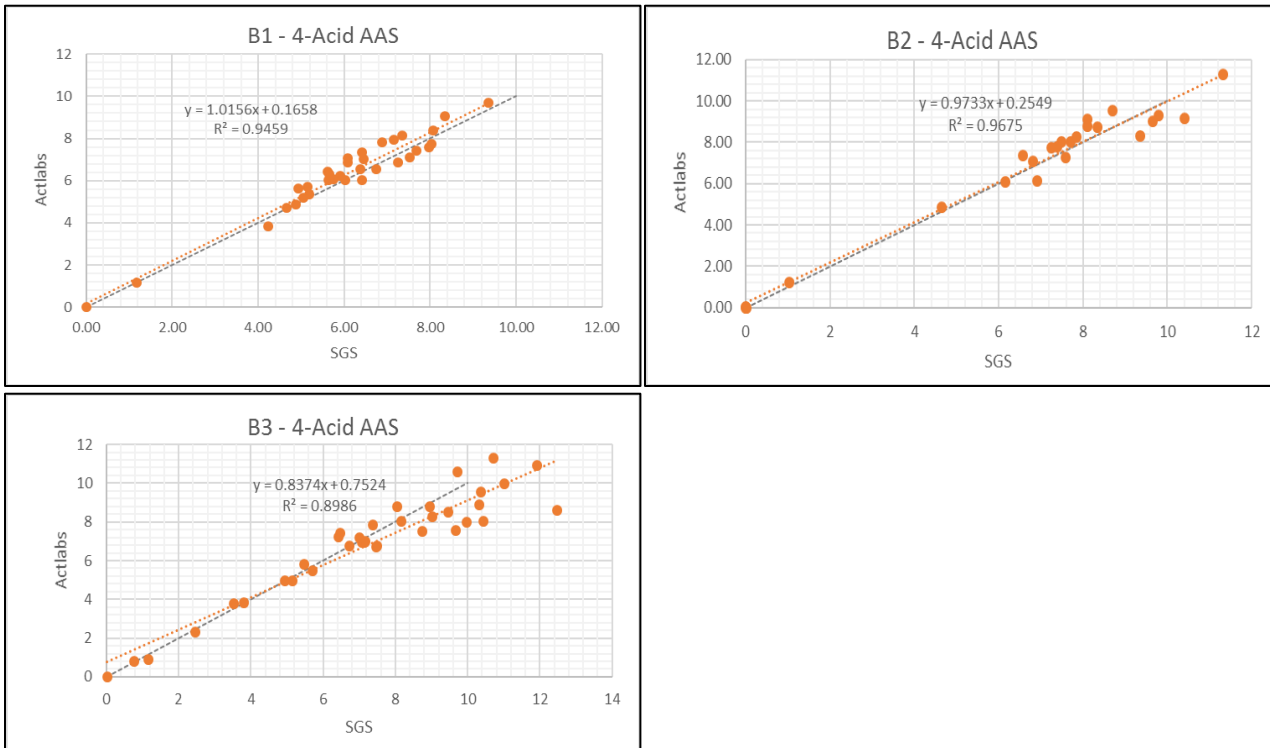 B1 - 4-Acid AAS
12
10
8
6
4
2
0
y = 1.0156x + 0.1658
R² = 0.9459
Actlabs
0.00 2.00 4.00 6.00 8.00 10.00 12.00
SGS
B2 - 4-Acid AAS
12.00
10.00
8.00
6.00
4.00
2.00
0.00
y = 0.9733x + 0.2549
R² = 0.9675
Actlabs
0 2 4 6 8 10 12
SGS
B3 - 4-Acid AAS
12
10
8
6
4
2
0
y = 0.8374x + 0.7524
R² = 0.8986
Actlabs
0 2 4 6 8 10 12 14
SGS